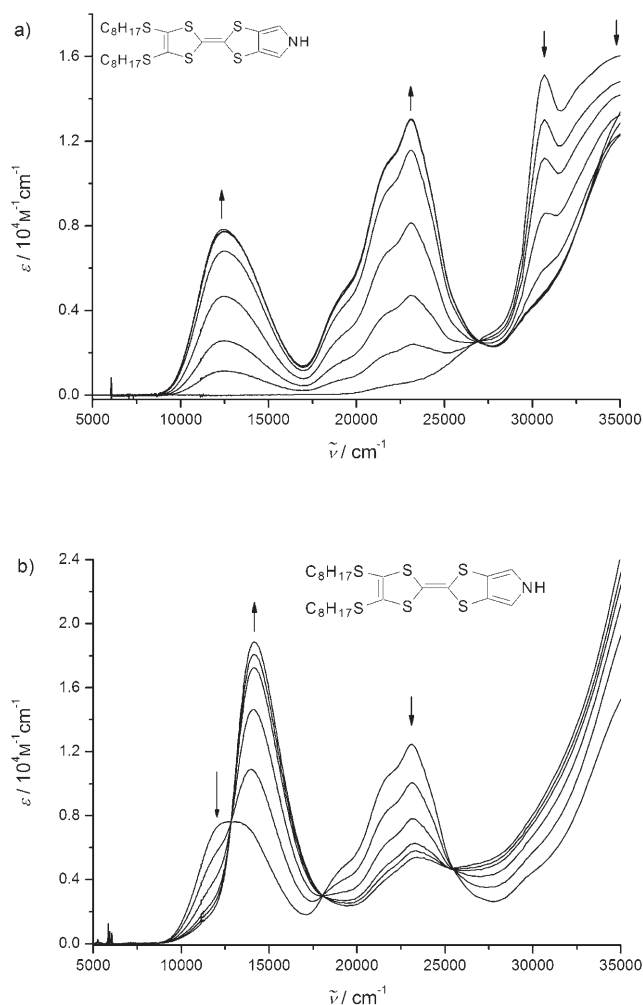 a)
C₈H₁₇S
C₈H₁₇S
S
S
S
S
NH
1.6
1.2
0.8
0.4
0.0
ε / 10⁴M⁻¹cm⁻¹
5000 10000 15000 20000 25000 30000 35000
ṽ / cm⁻¹
b)
C₈H₁₇S
C₈H₁₇S
S
S
S
S
NH
2.4
2.0
1.6
1.2
0.8
0.4
0.0
ε / 10⁴M⁻¹cm⁻¹
5000 10000 15000 20000 25000 30000 35000
ṽ / cm⁻¹